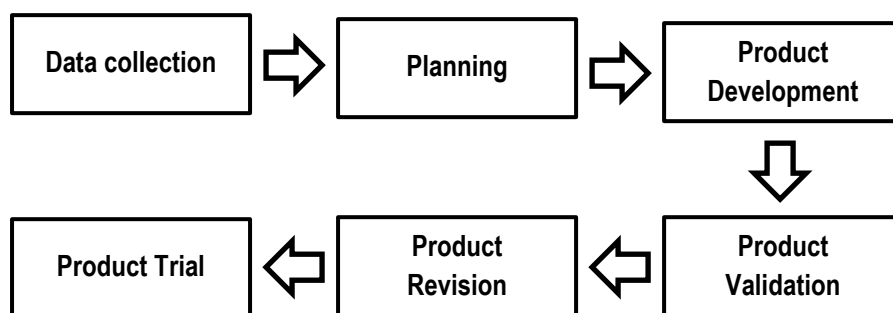 Data collection
Planning
Product
Development
Product Trial
Product
Revision
Product
Validation